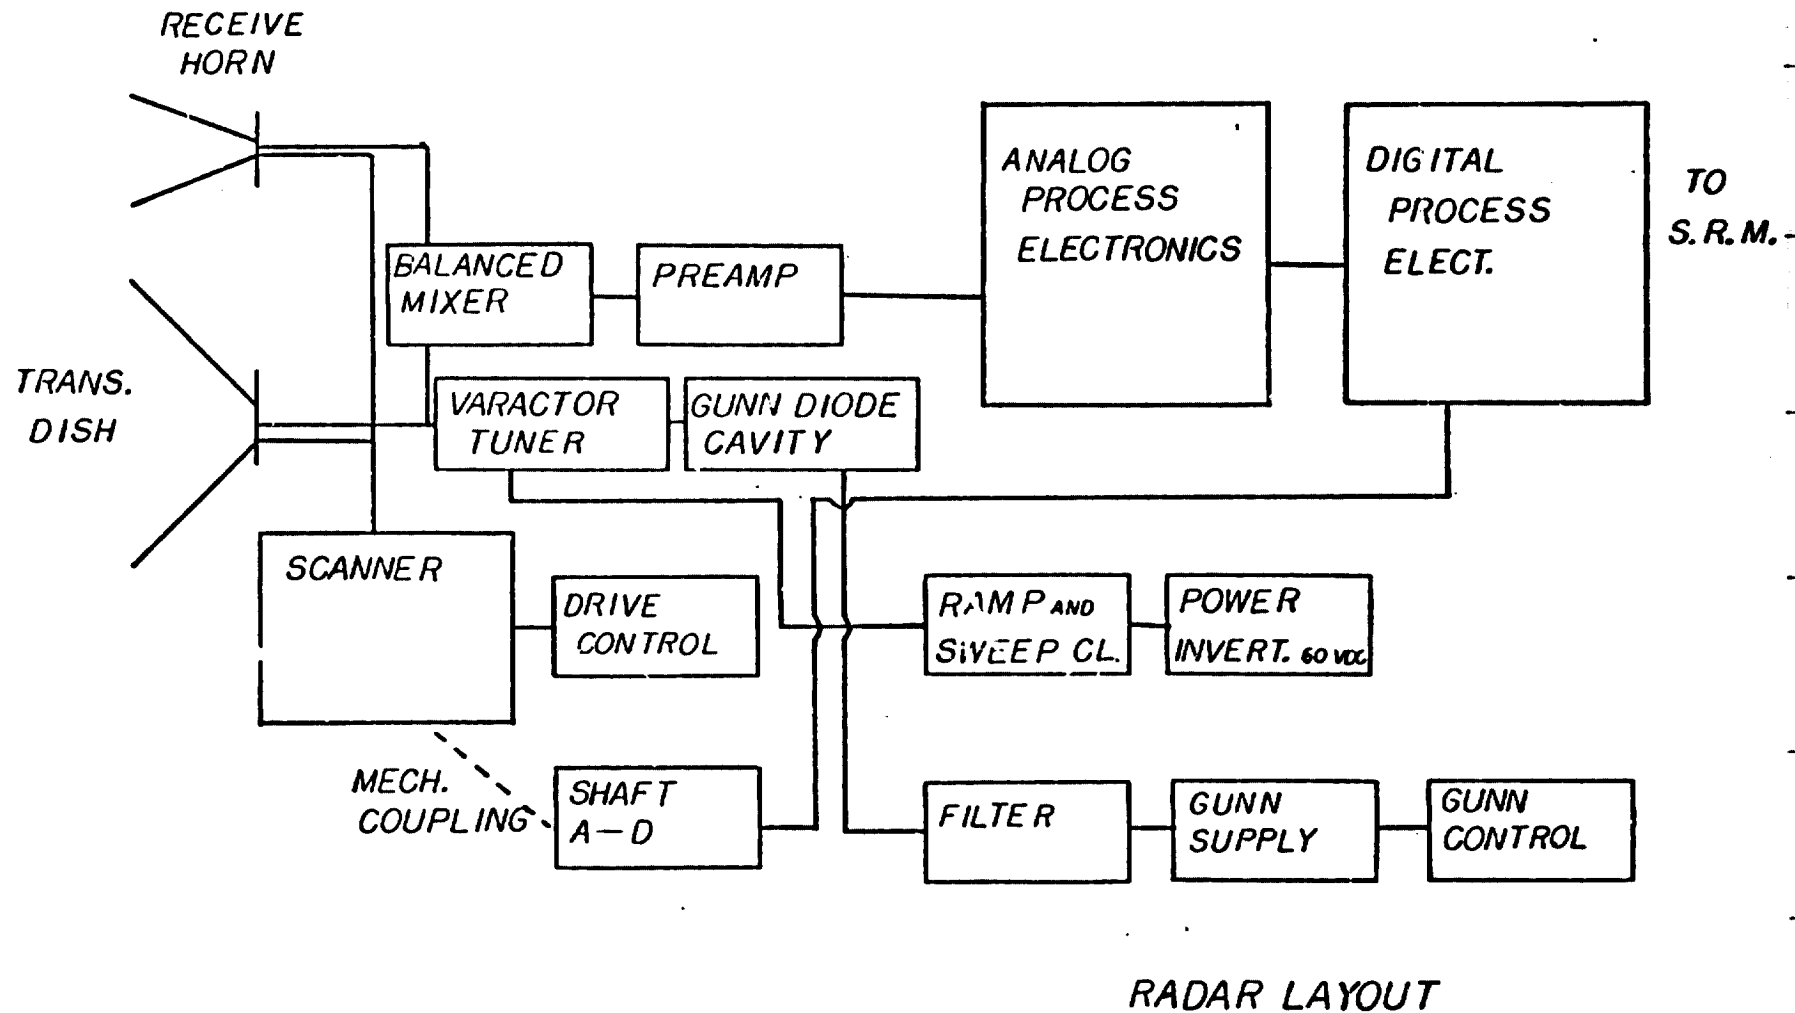 RECEIVE
HORN
ANALOG
PROCESS
ELECTRONICS
DIGITAL
PROCESS
ELECT.
TO
S.R.M.
BALANCED
MIXER
PREAMP
TRANS.
DISH
VARACTOR
TUNER
GUNN DIODE
CAVITY
SCANNER
DRIVE
CONTROL
RAMP AND
SWEEP CL.
POWER
INVERT. 60 VDC
MECH.
COUPLING
SHAFT
A-D
FILTER
GUNN
SUPPLY
GUNN
CONTROL
RADAR LAYOUT